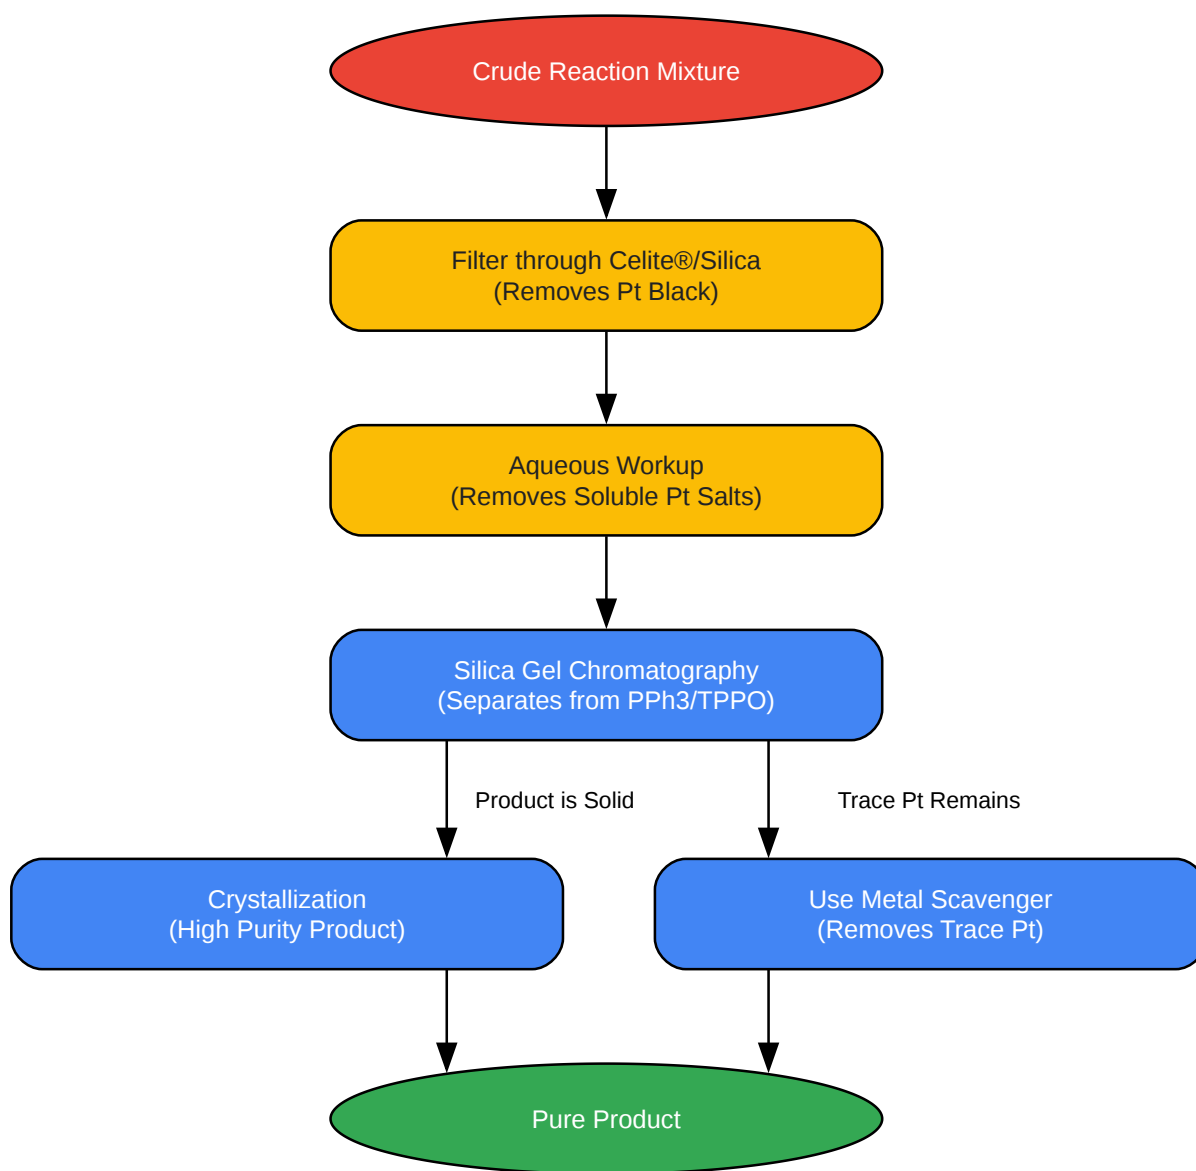 Crude Reaction Mixture
Filter through Celite®/Silica
(Removes Pt Black)
Aqueous Workup
(Removes Soluble Pt Salts)
Silica Gel Chromatography
(Separates from PPh3/TPPO)
Product is Solid
Trace Pt Remains
Crystallization
(High Purity Product)
Use Metal Scavenger
(Removes Trace Pt)
Pure Product